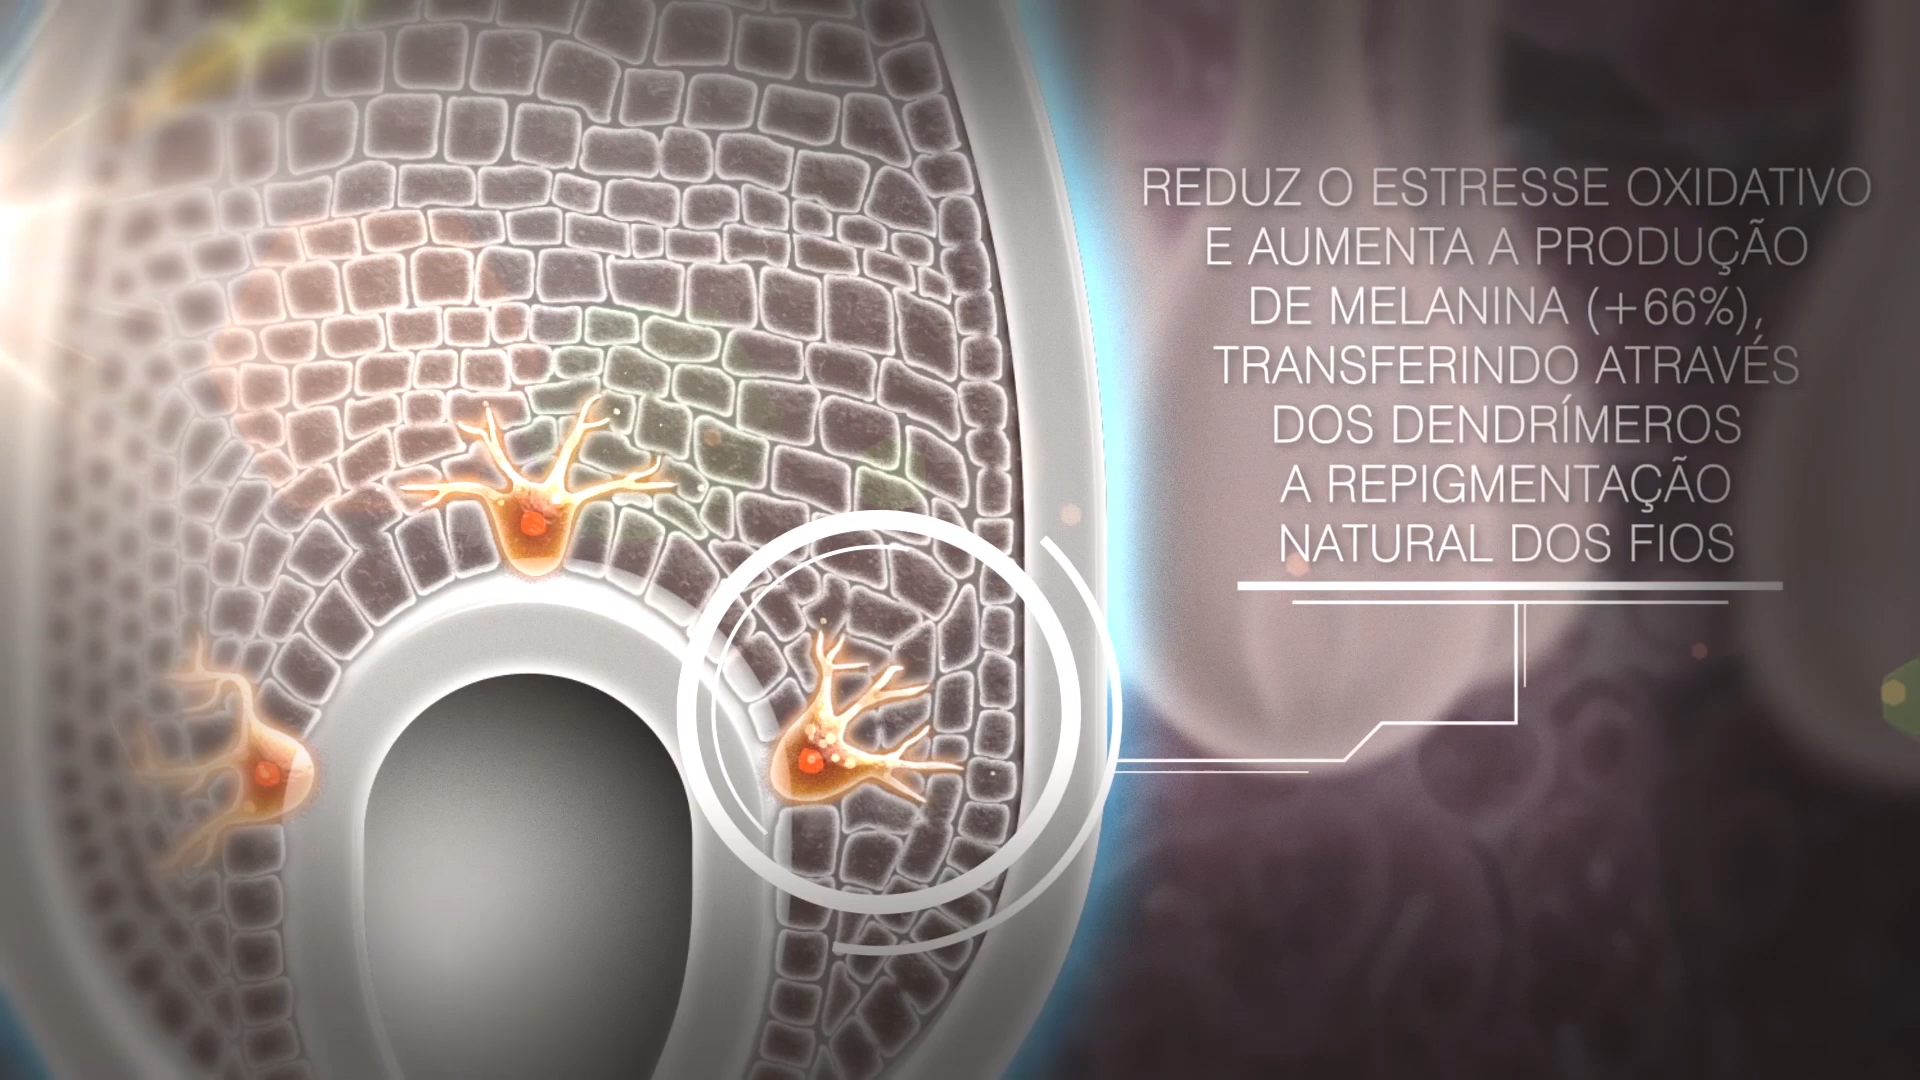 REDUZ O ESTRESSE OXIDATIVO
E AUMENTA A PRODUÇÃO
DE MELANINA (+66%),
TRANSFERINDO ATRAVÉS
DOS DENDRÍMEROS
A REPIGMENTAÇÃO
NATURAL DOS FIOS